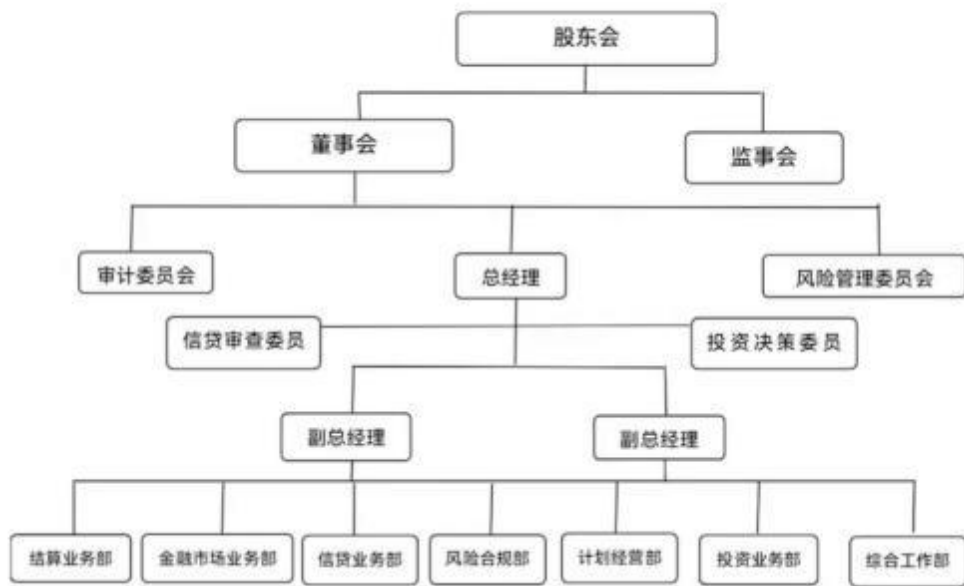 股东会
董事会
监事会
审计委员会
总经理
风险管理委员会
信贷审查委员
投资决策委员
副总经理
副总经理
结算业务部
金融市场业务部
信贷业务部
风险合规部
计划经营部
投资业务部
综合工作部